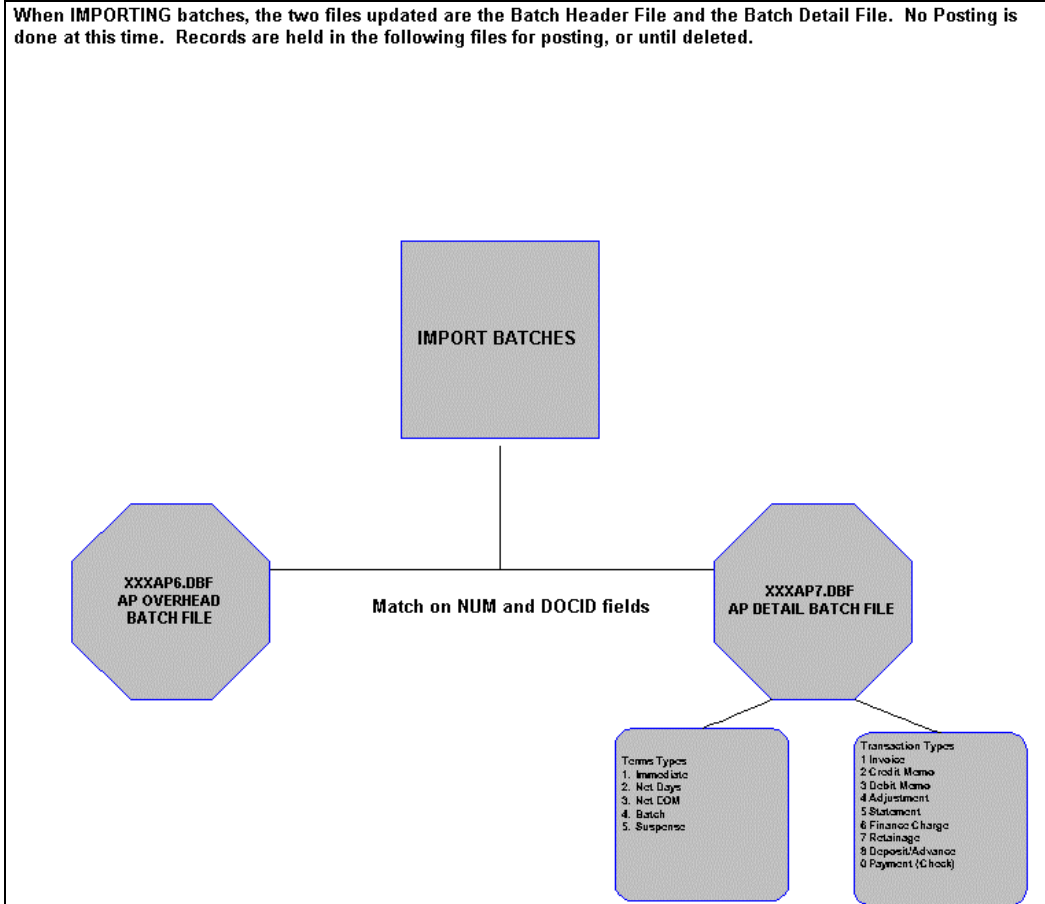 When IMPORTING batches, the two files updated are the Batch Header File and the Batch Detail File.  No Posting is
done at this time.  Records are held in the following files for posting, or until deleted.
IMPORT BATCHES
XXXAP6.DBF
AP OVERHEAD
BATCH FILE
Match on NUM and DOCID fields
XXXAP7.DBF
AP DETAIL BATCH FILE
Terms Types
1. Immediate
2. Net Days
3. Net EOM
4. Batch
5. Suspense
Transaction Types
1 Invoice
2 Credit Memo
3 Debit Memo
4 Adjustment
5 Statement
6 Finance Charge
7 Retainage
8 Deposit/Advance
0 Payment (Check)